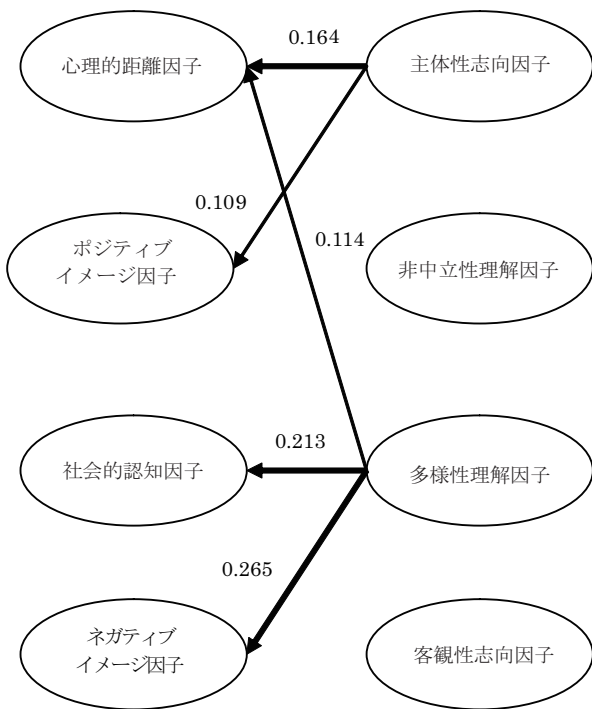 0.164
心理的距離因子
主体性志向因子
0.109
0.114
ポジティブ
イメージ因子
非中立性理解因子
0.213
社会的認知因子
多様性理解因子
0.265
ネガティブ
イメージ因子
客観性志向因子